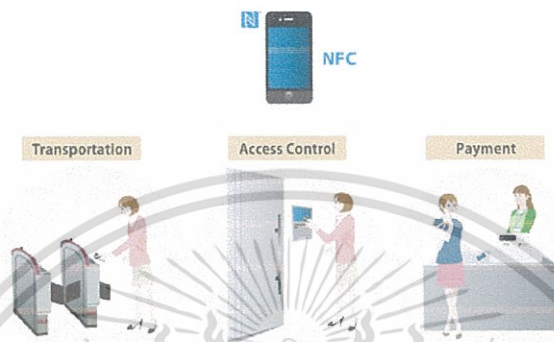 NFC
Transportation
Access Control
Payment